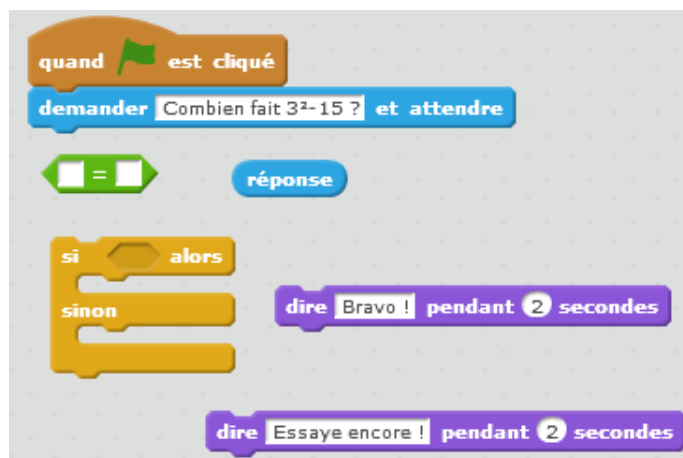 quand est cliqué
demander Combien fait 3²-15 ? et attendre
=
réponse
si alors
sinon
dire Bravo ! pendant 2 secondes
dire Essaye encore ! pendant 2 secondes